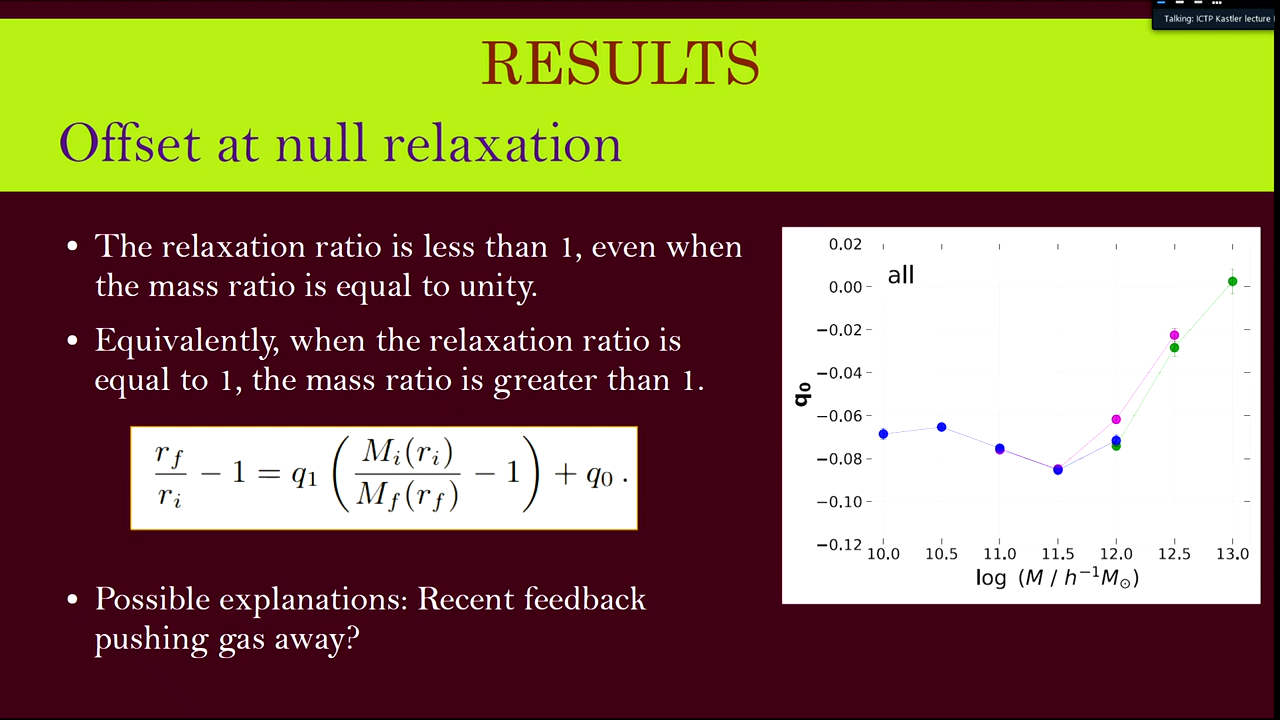 Talking: ICTP Kastler lecture
RESULTS
Offset at null relaxation
• The relaxation ratio is less than 1, even when
the mass ratio is equal to unity.
• Equivalently, when the relaxation ratio is
equal to 1, the mass ratio is greater than 1.
r_f/r_i − 1 = q_1 (M_i(r_i)/M_f(r_f) − 1) + q_0 .
• Possible explanations: Recent feedback
pushing gas away?
all
q_0
0.02
0.00
−0.02
−0.04
−0.06
−0.08
−0.10
−0.12
10.0 10.5 11.0 11.5 12.0 12.5 13.0
log (M / h⁻¹M_⊙)